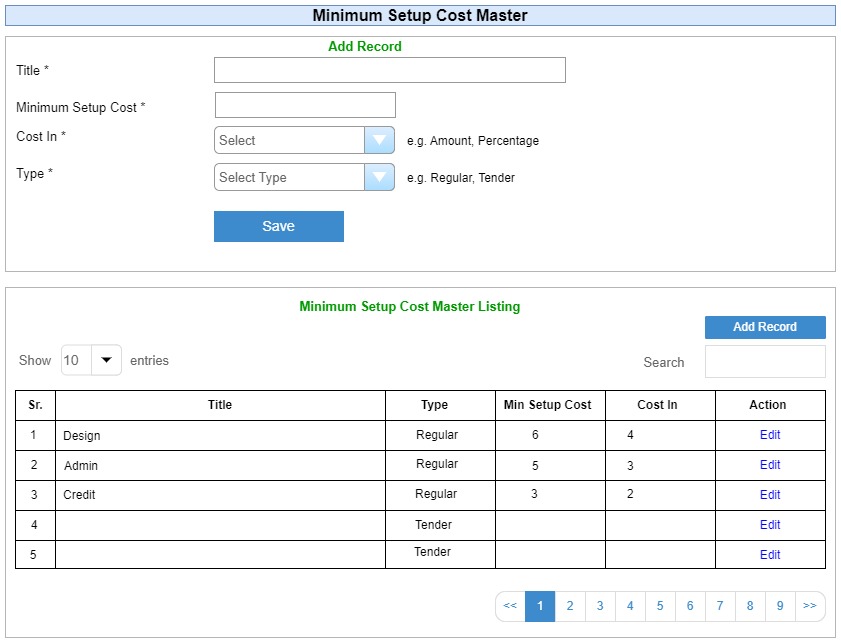 Minimum Setup Cost Master
Add Record
Title *
Minimum Setup Cost *
Cost In * Select e.g. Amount, Percentage
Type * Select Type e.g. Regular, Tender
Save
Minimum Setup Cost Master Listing
Add Record
Show 10 entries Search
Sr. Title Type Min Setup Cost Cost In Action
1 Design Regular 6 4 Edit
2 Admin Regular 5 3 Edit
3 Credit Regular 3 2 Edit
4 Tender Edit
5 Tender Edit
<< 1 2 3 4 5 6 7 8 9 >>